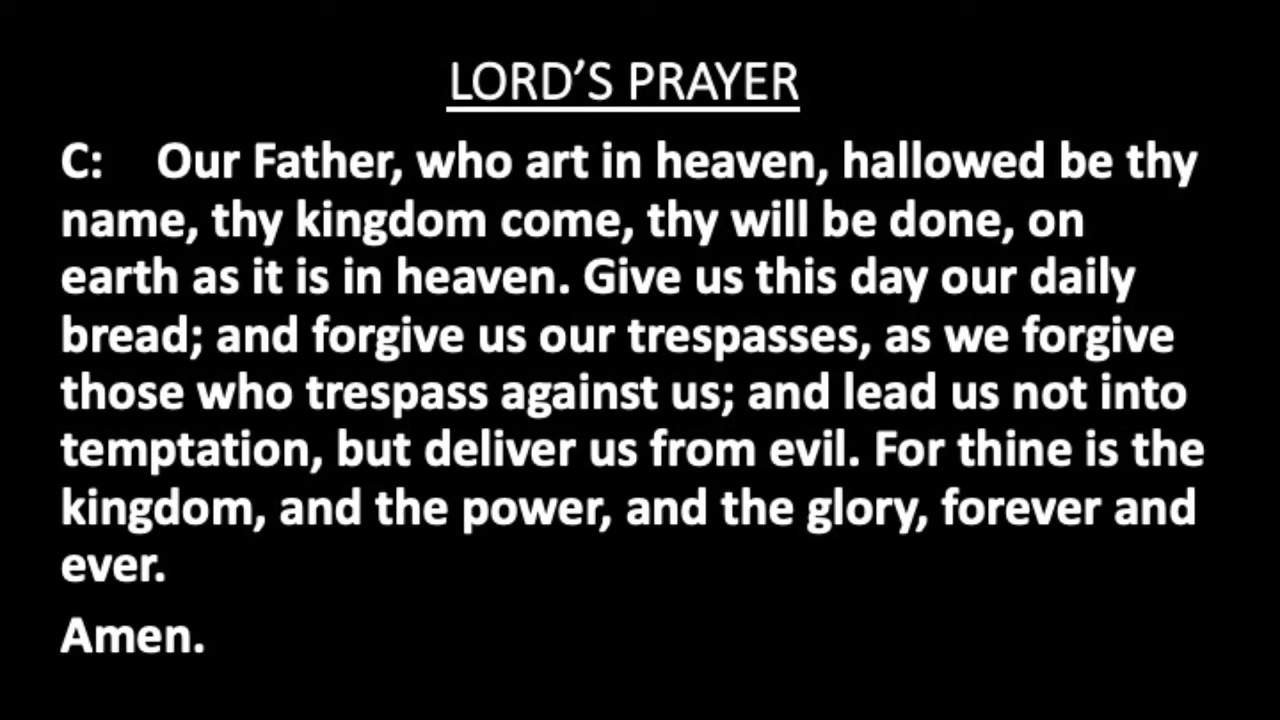 LORD’S PRAYER
C: Our Father, who art in heaven, hallowed be thy
name, thy kingdom come, thy will be done, on
earth as it is in heaven. Give us this day our daily
bread; and forgive us our trespasses, as we forgive
those who trespass against us; and lead us not into
temptation, but deliver us from evil. For thine is the
kingdom, and the power, and the glory, forever and
ever.
Amen.